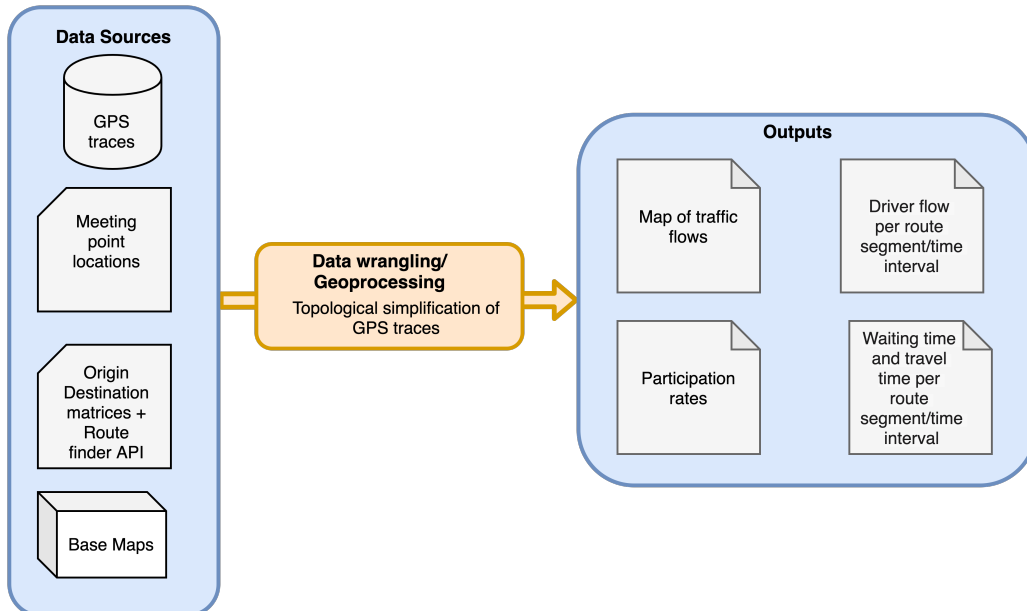 Data Sources
GPS
traces
Meeting
point
locations
Origin
Destination
matrices +
Route
finder API
Base Maps
Data wrangling/
Geoprocessing
Topological simplification of
GPS traces
Outputs
Map of traffic
flows
Driver flow
per route
segment/time
interval
Participation
rates
Waiting time
and travel
time per
route
segment/time
interval